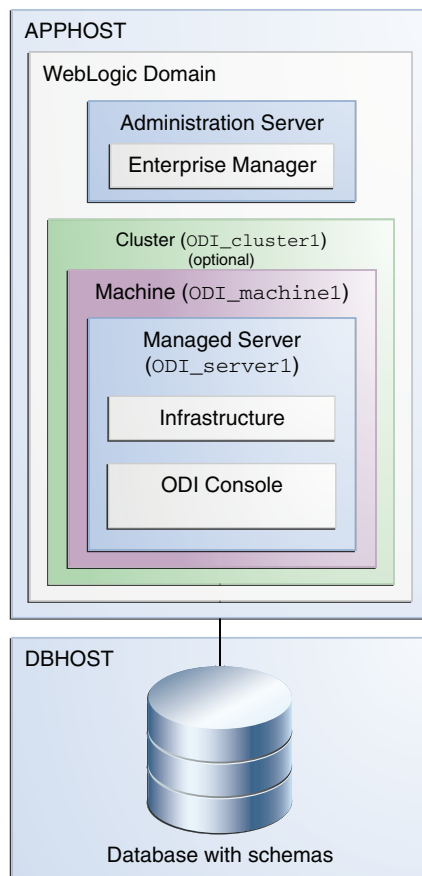 APPHOST
WebLogic Domain
Administration Server
Enterprise Manager
Cluster (ODI_cluster1)
(optional)
Machine (ODI_machine1)
Managed Server
(ODI_server1)
Infrastructure
ODI Console
DBHOST
Database with schemas